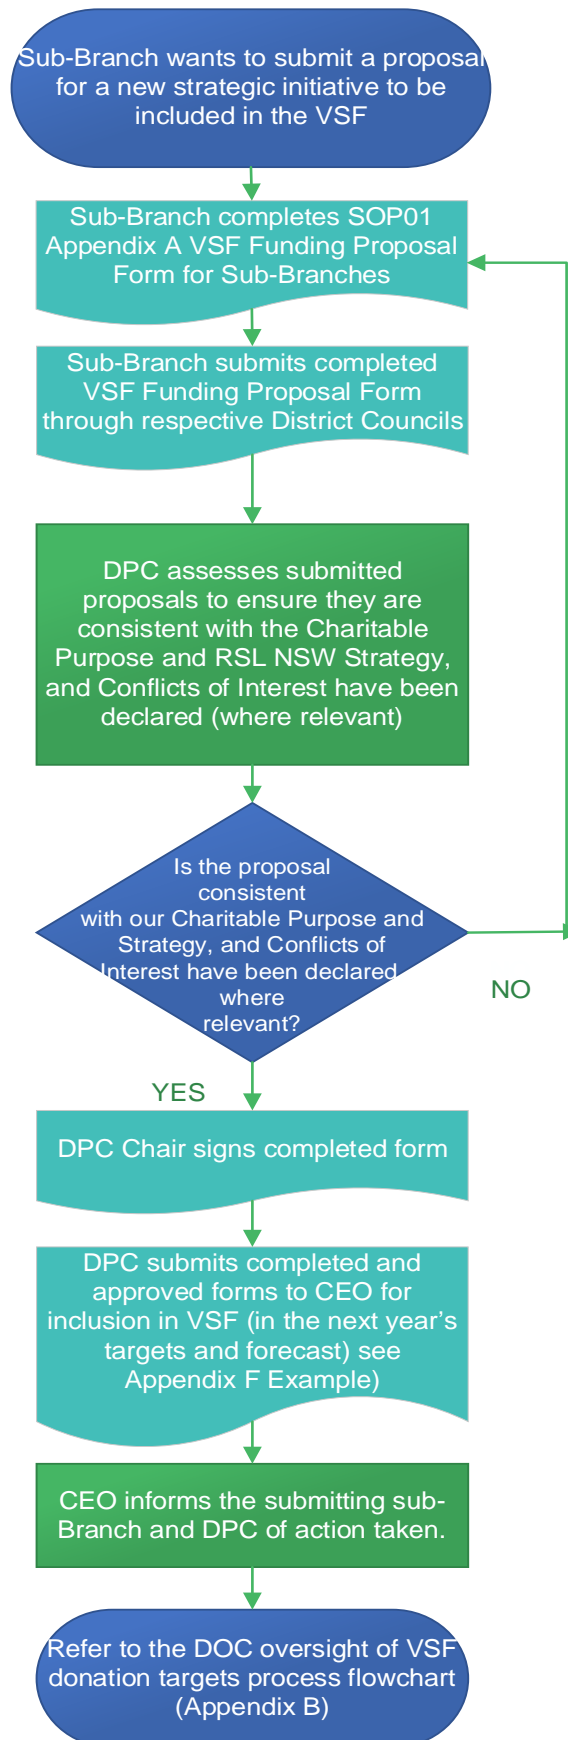 Sub-Branch wants to submit a proposal
for a new strategic initiative to be
included in the VSF
Sub-Branch completes SOP01
Appendix A VSF Funding Proposal
Form for Sub-Branches
Sub-Branch submits completed
VSF Funding Proposal Form
through respective District Councils
DPC assesses submitted
proposals to ensure they are
consistent with the Charitable
Purpose and RSL NSW Strategy,
and Conflicts of Interest have been
declared (where relevant)
Is the proposal
consistent
with our Charitable Purpose and
Strategy, and Conflicts of
Interest have been declared
where
relevant?
NO
YES
DPC Chair signs completed form
DPC submits completed and
approved forms to CEO for
inclusion in VSF (in the next year’s
targets and forecast) see
Appendix F Example)
CEO informs the submitting sub-
Branch and DPC of action taken.
Refer to the DOC oversight of VSF
donation targets process flowchart
(Appendix B)